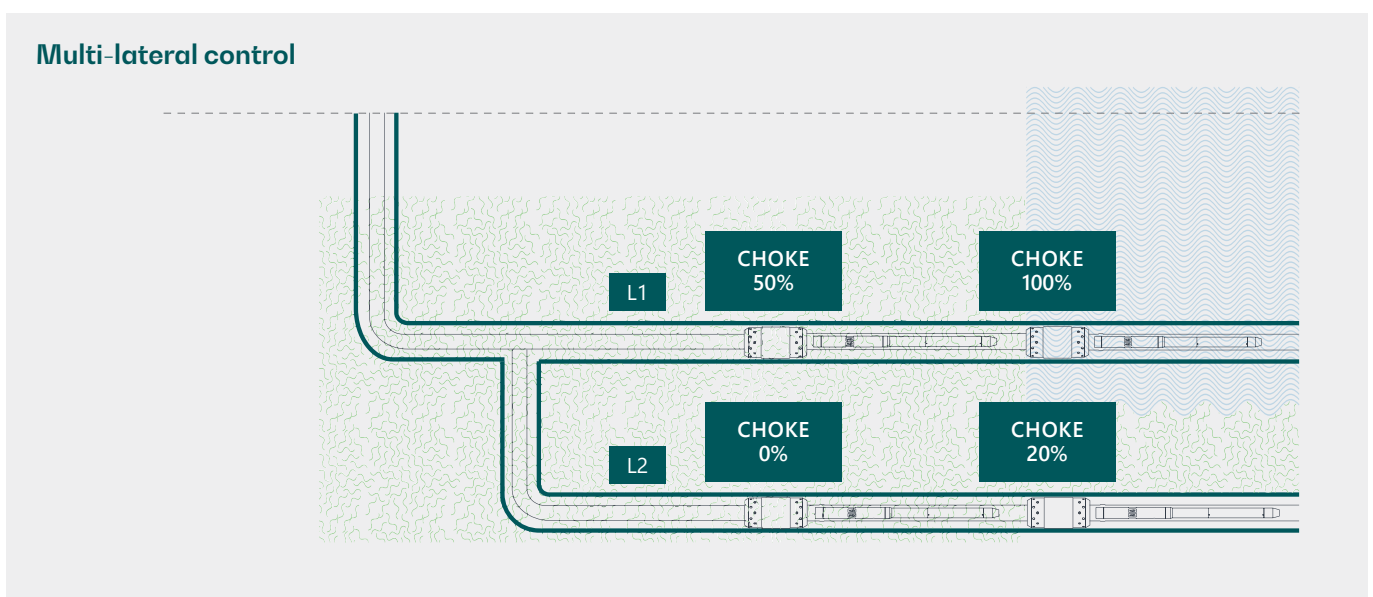 Multi-lateral control
L1
CHOKE
50%
CHOKE
100%
L2
CHOKE
0%
CHOKE
20%